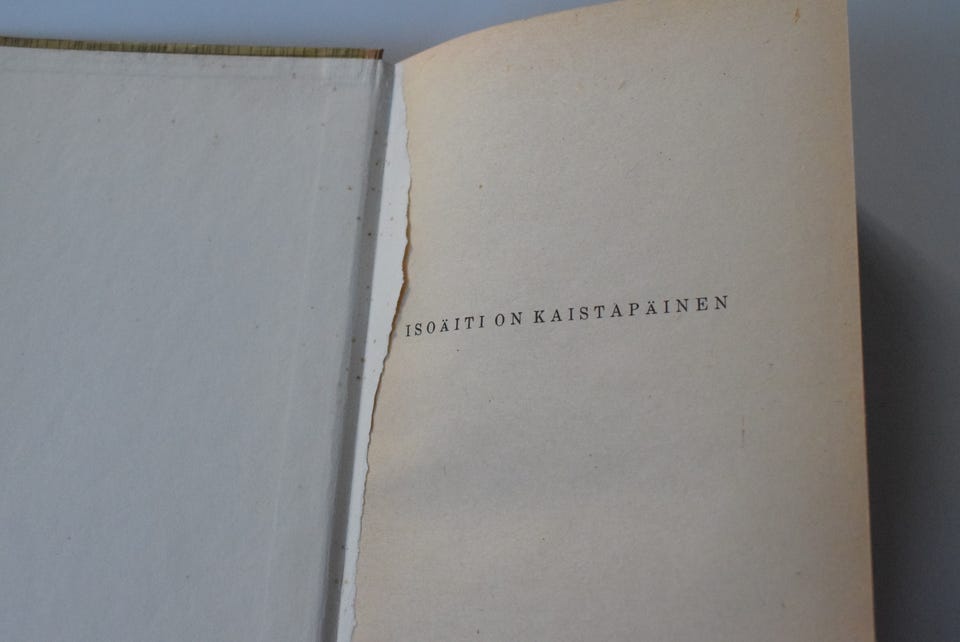 ISOÄITI ON KAISTAPÄINEN